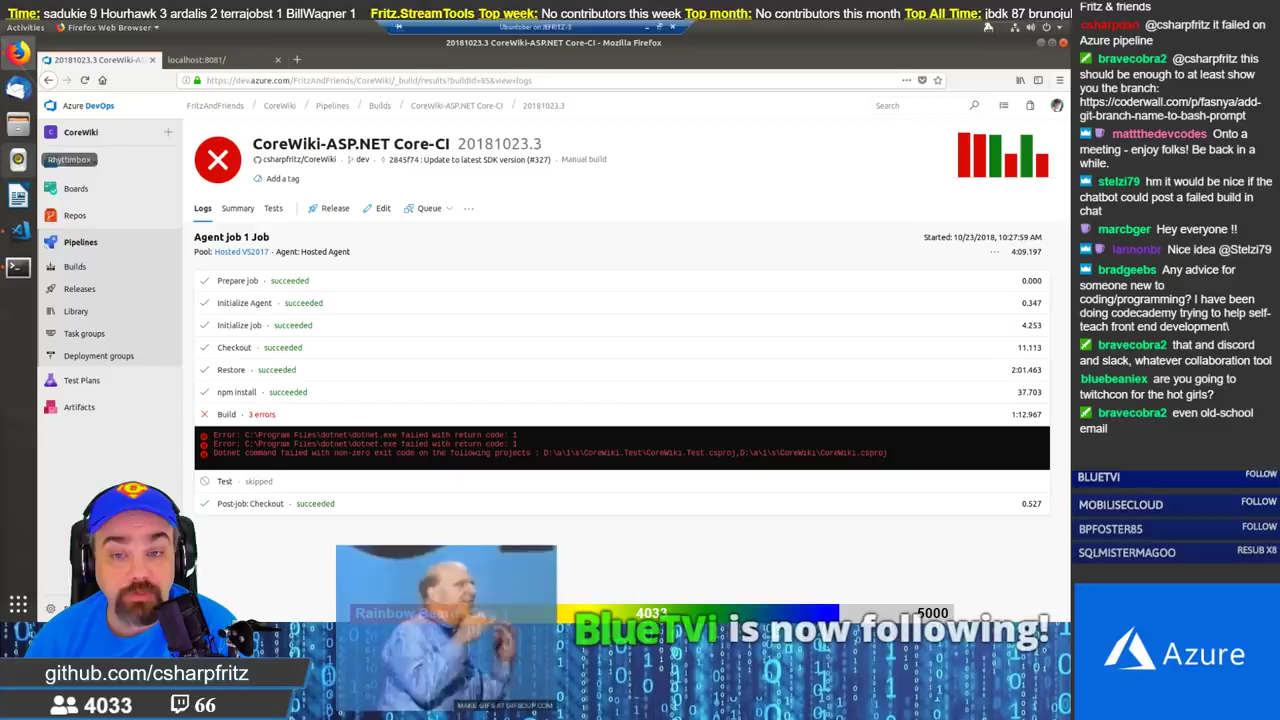 Time: sadukie 9 Hourhawk 3 ardalis 2 terrajobst 1 BillWagner 1
Fritz.StreamTools Top week: No contributors this week Top month: No contributors this month Top All Time: jbdk 87 brunojul
Activities
Firefox Web Browser
20181023.3 CoreWiki-ASP.NET Core-CI - Mozilla Firefox
20181023.3 CoreWiki-AS
localhost:8081/
https://dev.azure.com/FritzAndFriends/CoreWiki/_build/results?buildId=85&view=logs
Azure DevOps
FritzAndFriends / CoreWiki / Pipelines / Builds / CoreWiki-ASP.NET Core-CI / 20181023.3
Search
C CoreWiki
Rhythmbox
Boards
Repos
Pipelines
Builds
Releases
Library
Task groups
Deployment groups
Test Plans
Artifacts
CoreWiki-ASP.NET Core-CI 20181023.3
csharpfritz/CoreWiki dev 2845f74 : Update to latest SDK version (#327) Manual build
Add a tag
Logs Summary Tests Release Edit Queue
Agent job 1 Job
Started: 10/23/2018, 10:27:59 AM
Pool: Hosted VS2017 · Agent: Hosted Agent
4:09.197
Prepare job · succeeded 0.000
Initialize Agent · succeeded 0.347
Initialize job · succeeded 4.253
Checkout · succeeded 11.113
Restore · succeeded 2:01.463
npm install · succeeded 37.703
Build · 3 errors 1:12.967
Error: C:\Program Files\dotnet\dotnet.exe failed with return code: 1
Error: C:\Program Files\dotnet\dotnet.exe failed with return code: 1
Dotnet command failed with non-zero exit code on the following projects : D:\a\1\s\CoreWiki.Test\CoreWiki.Test.csproj,D:\a\1\s\CoreWiki\CoreWiki.csproj
Test · skipped
Post-job: Checkout · succeeded 0.527
Fritz & friends
csharpdan @csharpfritz it failed on
Azure pipeline
bravecobra2 @csharpfritz this
should be enough to at least show
you the branch:
https://coderwall.com/p/fasnya/add-
git-branch-name-to-bash-prompt
mattthedevcodes Onto a
meeting - enjoy folks! Be back in a
while.
stelzi79 hm it would be nice if the
chatbot could post a failed build in
chat
marcbger Hey everyone !!
lannonbr Nice idea @Stelzi79
bradgeebs Any advice for
someone new to
coding/programming? I have been
doing codecademy trying to help self-
teach front end development\
bravecobra2 that and discord
and slack, whatever collaboration tool
bluebeaniex are you going to
twitchcon for the hot girls?
bravecobra2 even old-school
email
BLUETVI FOLLOW
MOBILISECLOUD FOLLOW
BPFOSTER85 FOLLOW
SQLMISTERMAGOO RESUB X8
Azure
4033
5000
BlueTVi is now following!
github.com/csharpfritz
4033
66
MAKE GIFS AT GIFSOUP.COM